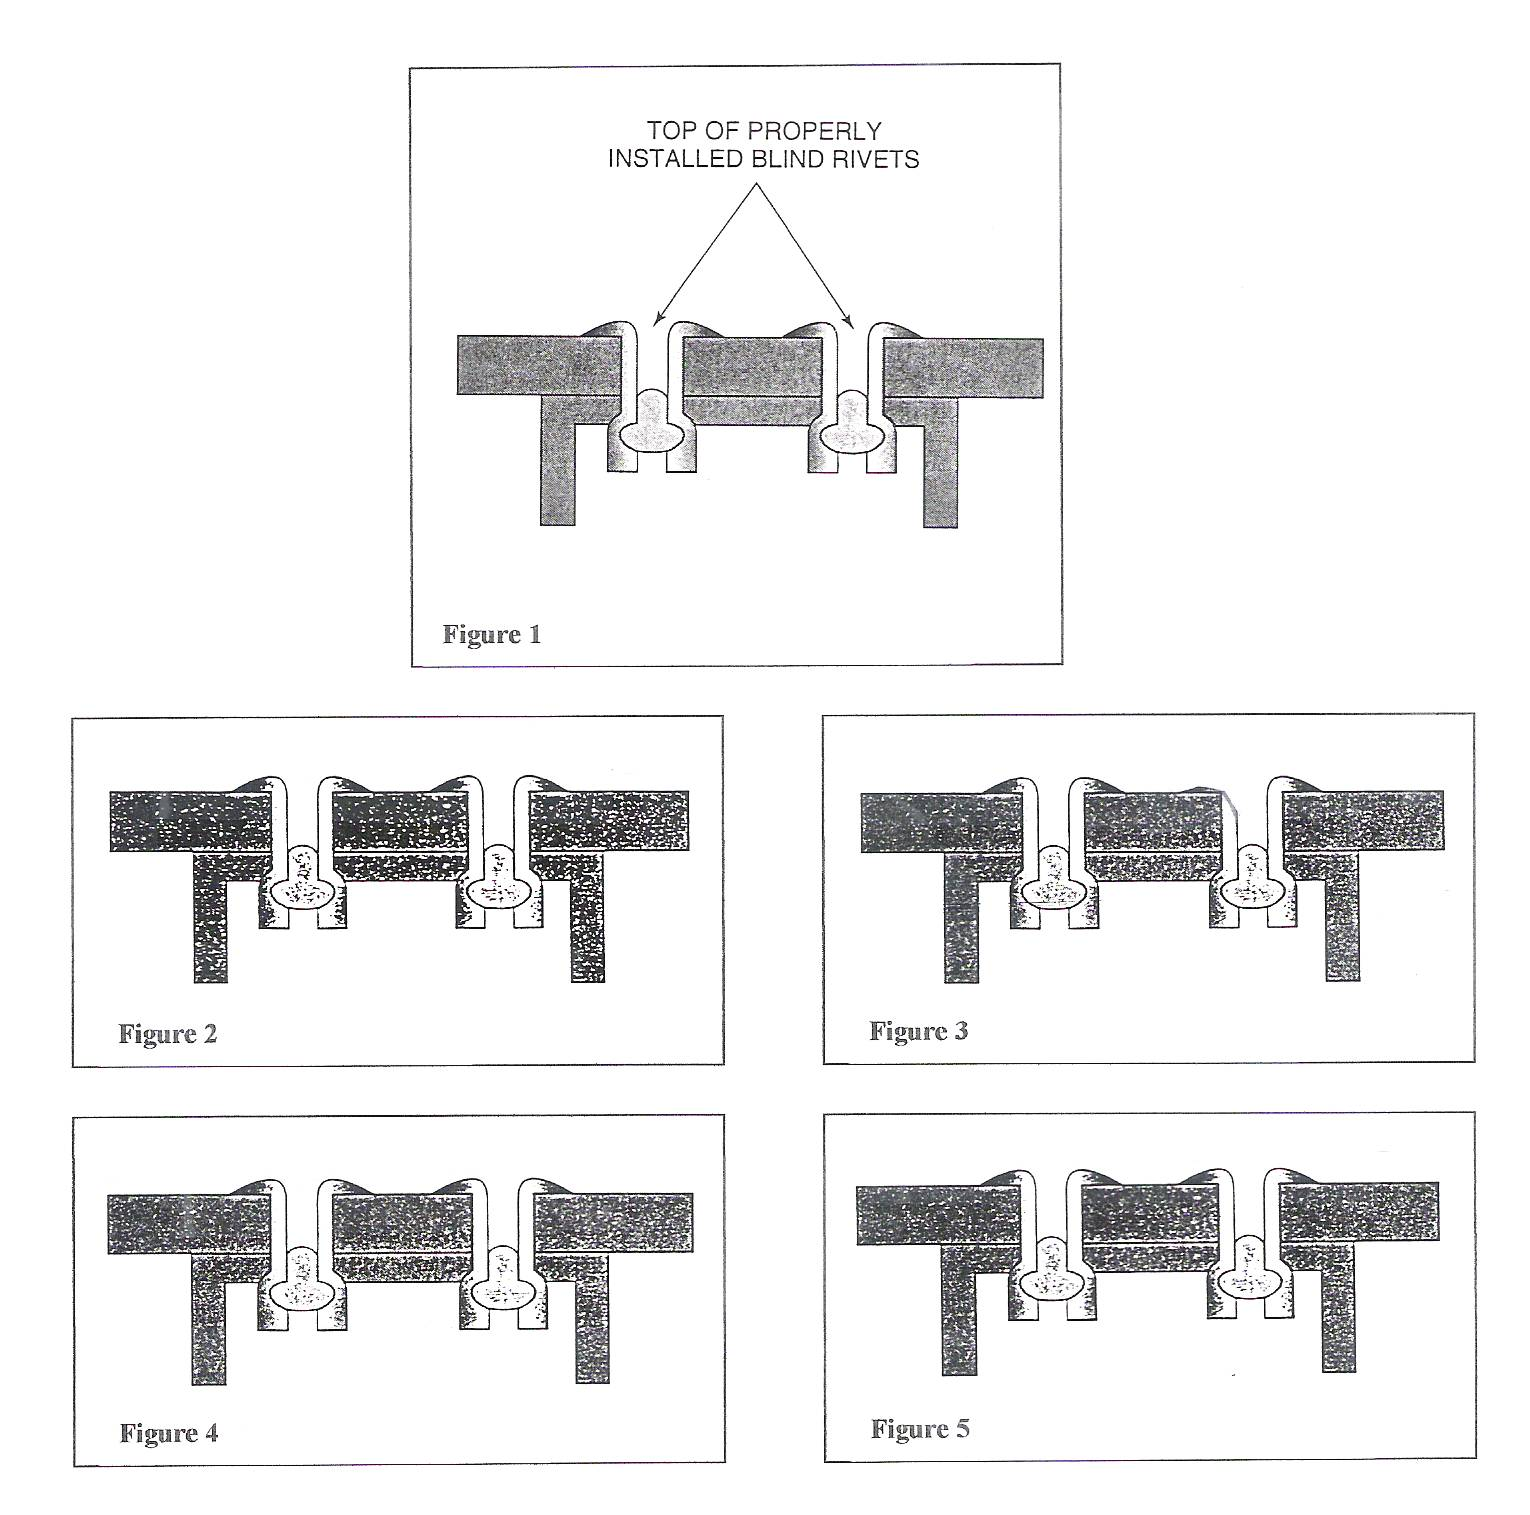 TOP OF PROPERLY
INSTALLED BLIND RIVETS
Figure 1
Figure 2
Figure 3
Figure 4
Figure 5